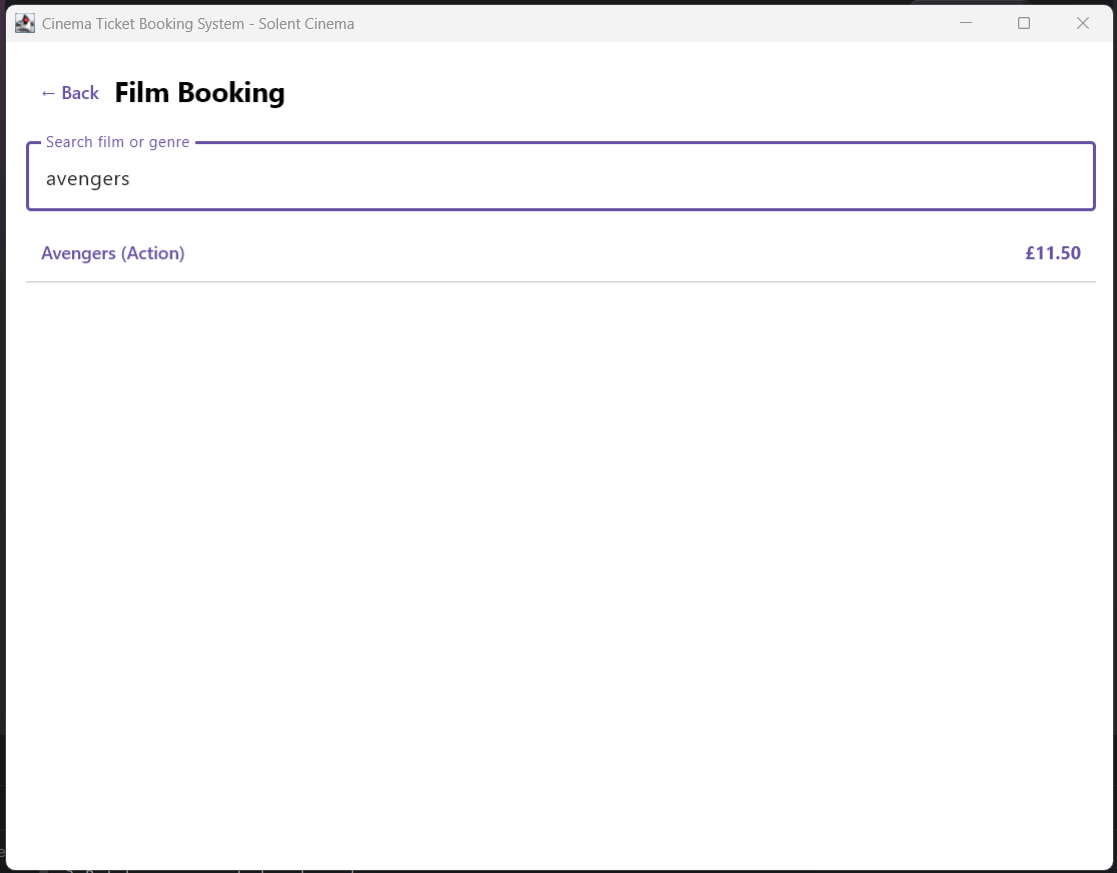 Cinema Ticket Booking System - Solent Cinema
← Back Film Booking
Search film or genre
avengers
Avengers (Action) £11.50